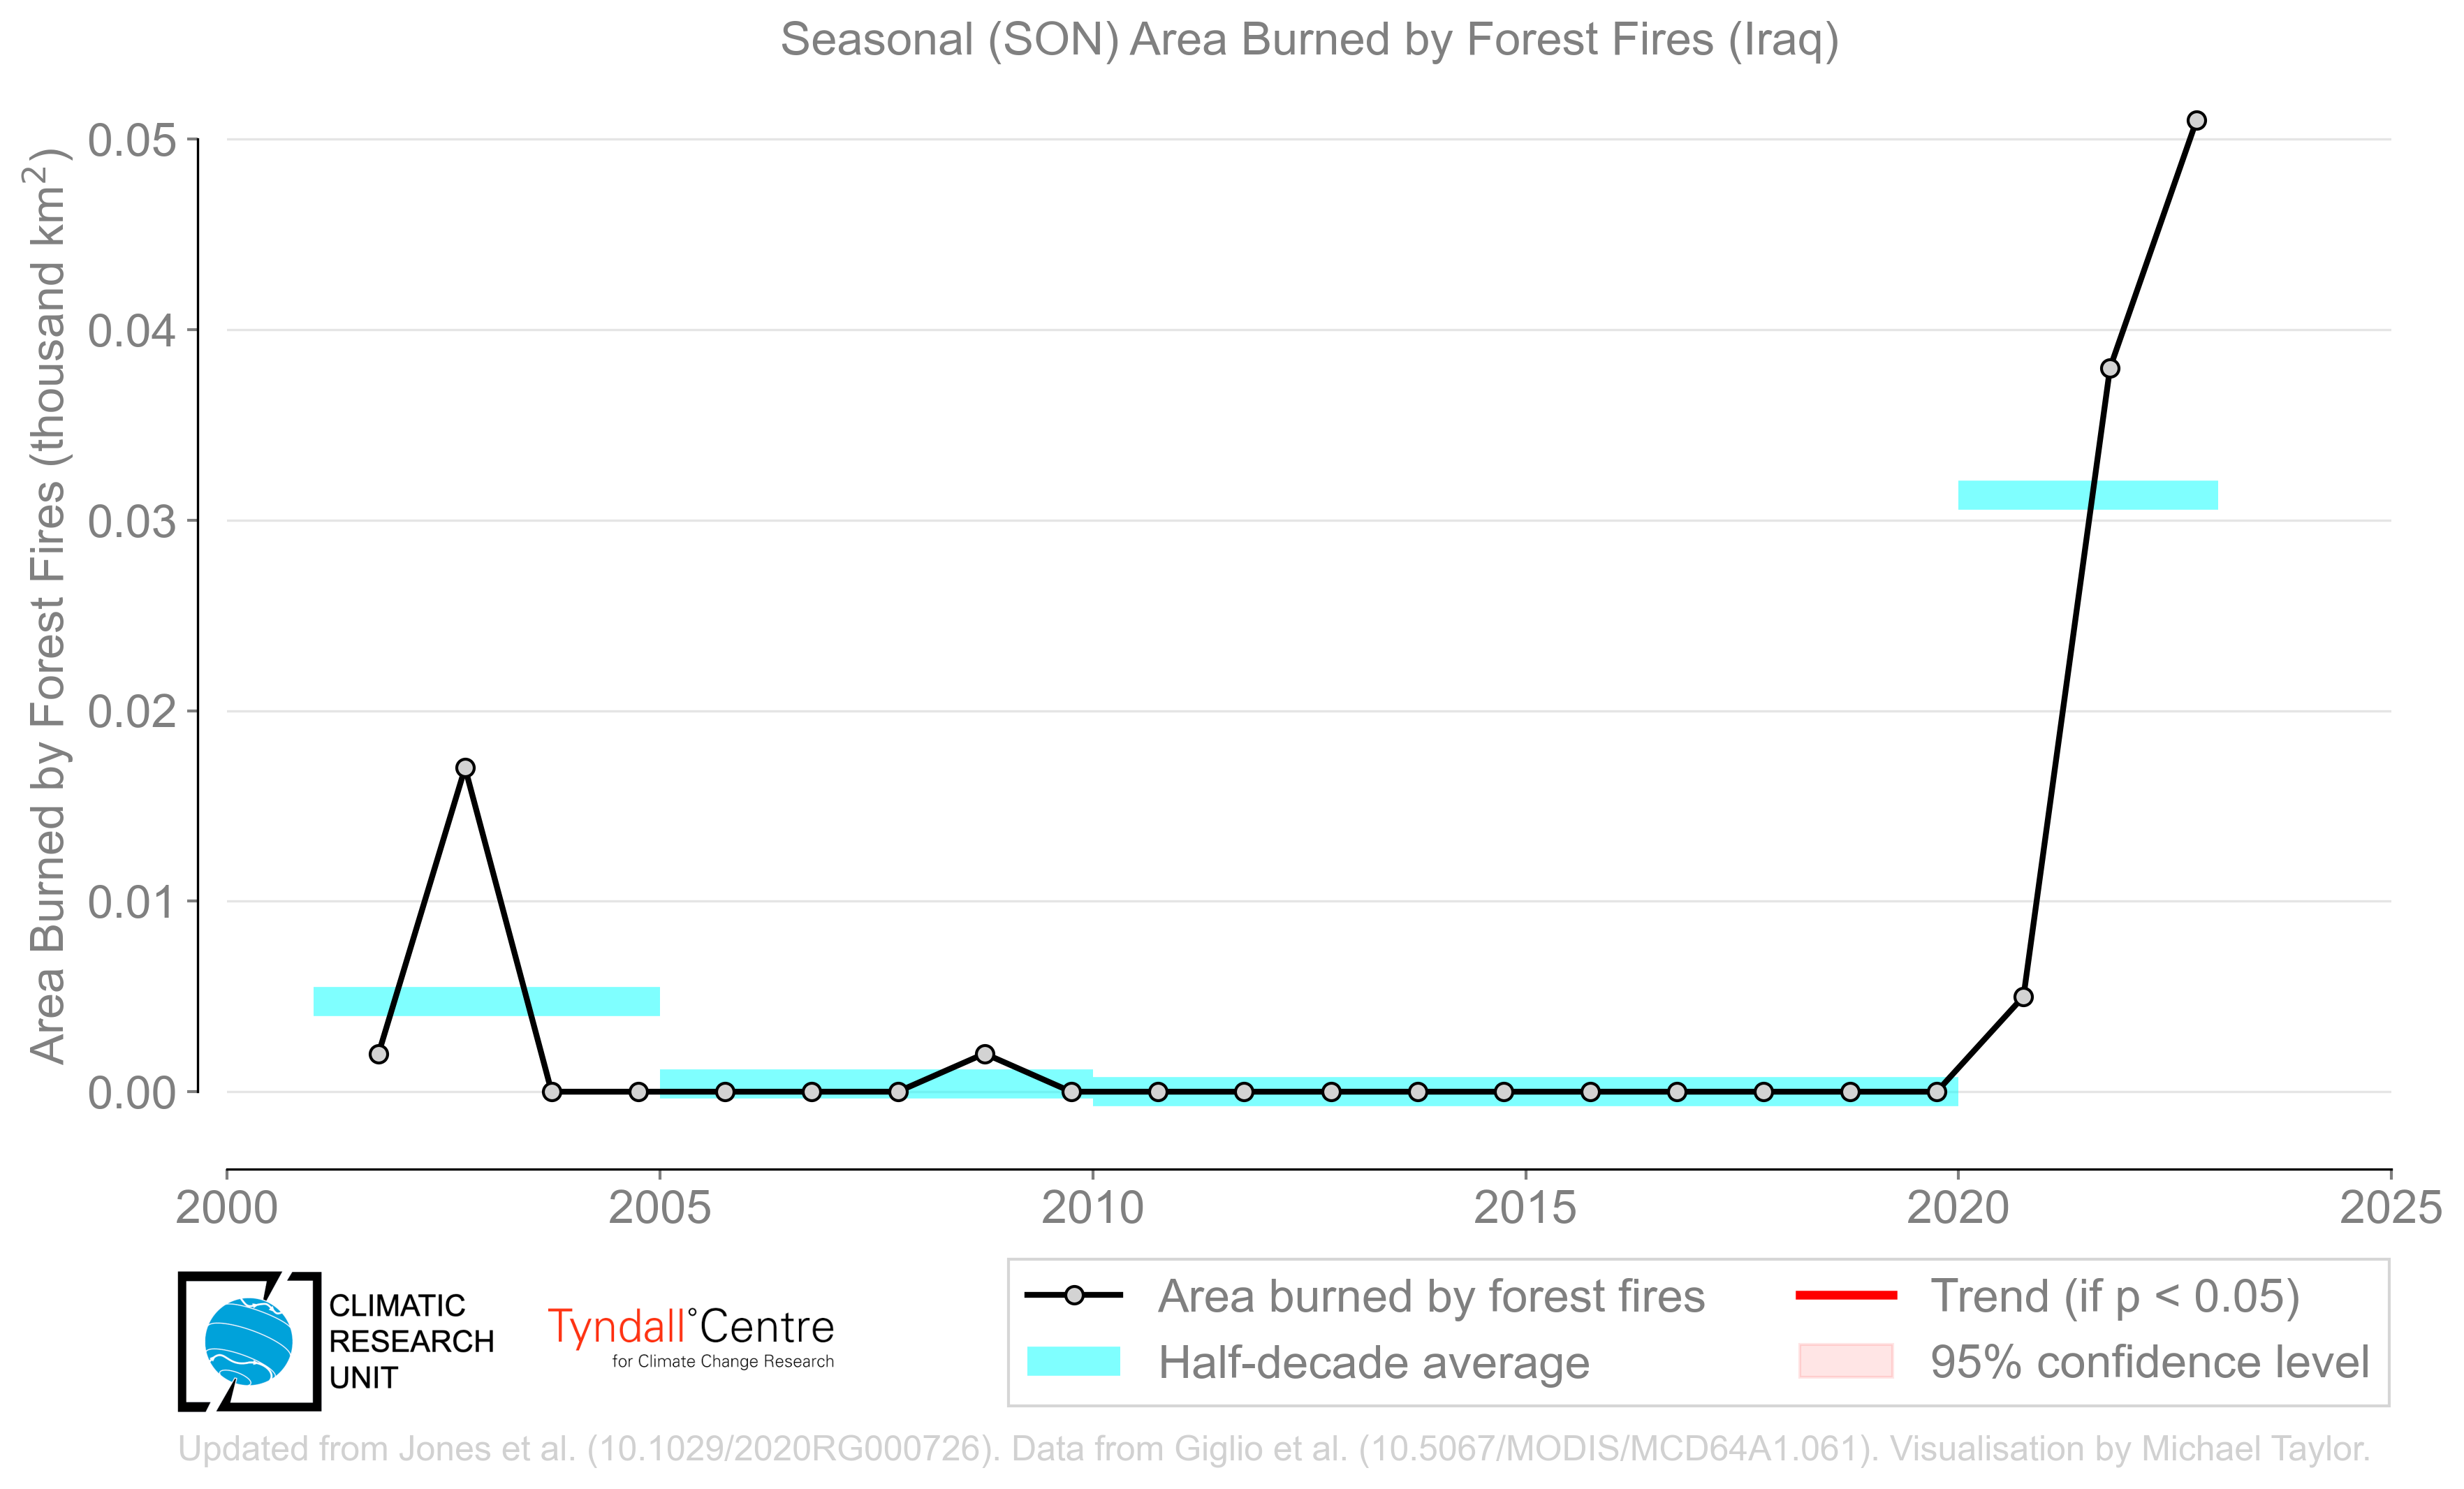 Seasonal (SON) Area Burned by Forest Fires (Iraq)
Area Burned by Forest Fires (thousand km²)
0.05
0.04
0.03
0.02
0.01
0.00
2000 2005 2010 2015 2020 2025
CLIMATIC
RESEARCH
UNIT
Tyndall°Centre
for Climate Change Research
Area burned by forest fires
Half-decade average
Trend (if p < 0.05)
95% confidence level
Updated from Jones et al. (10.1029/2020RG000726). Data from Giglio et al. (10.5067/MODIS/MCD64A1.061). Visualisation by Michael Taylor.